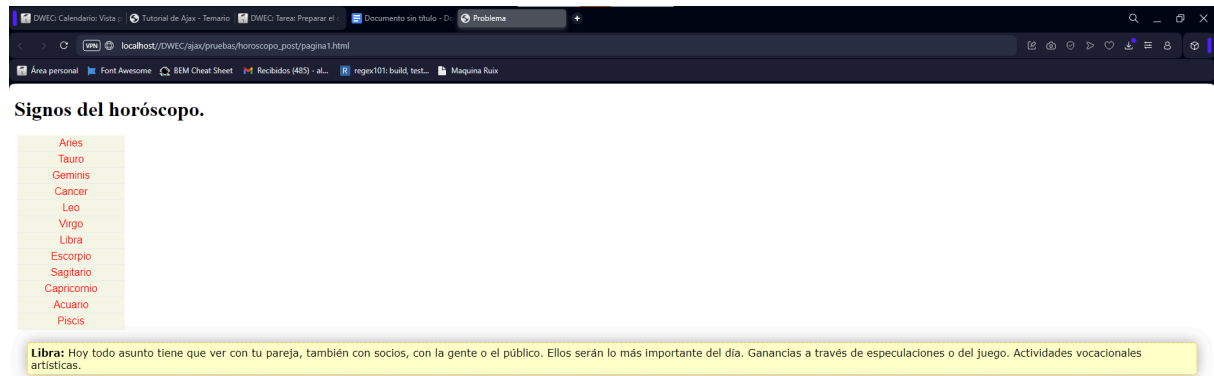 DWEC: Calendario: Vista p
Tutorial de Ajax - Temario
DWEC: Tarea: Preparar el
Documento sin título - D
Problema
VPN
localhost//DWEC/ajax/pruebas/horoscopo_post/pagina1.html
Área personal
Font Awesome
BEM Cheat Sheet
Recibidos (485) - al...
regex101: build, test...
Maquina Ruix
Signos del horóscopo.
Aries
Tauro
Geminis
Cancer
Leo
Virgo
Libra
Escorpio
Sagitario
Capricornio
Acuario
Piscis
Libra: Hoy todo asunto tiene que ver con tu pareja, también con socios, con la gente o el público. Ellos serán lo más importante del día. Ganancias a través de especulaciones o del juego. Actividades vocacionales
artísticas.